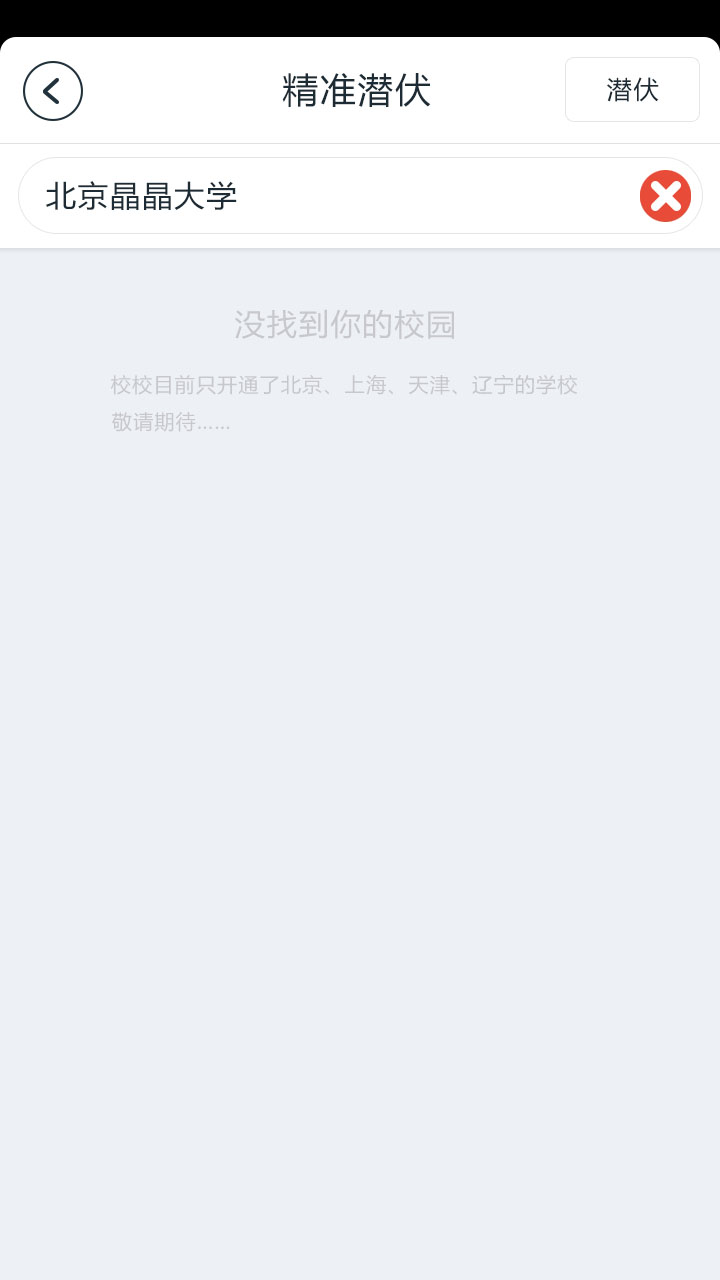 精准潜伏
潜伏
北京晶晶大学
没找到你的校园
校校目前只开通了北京、上海、天津、辽宁的学校
敬请期待......